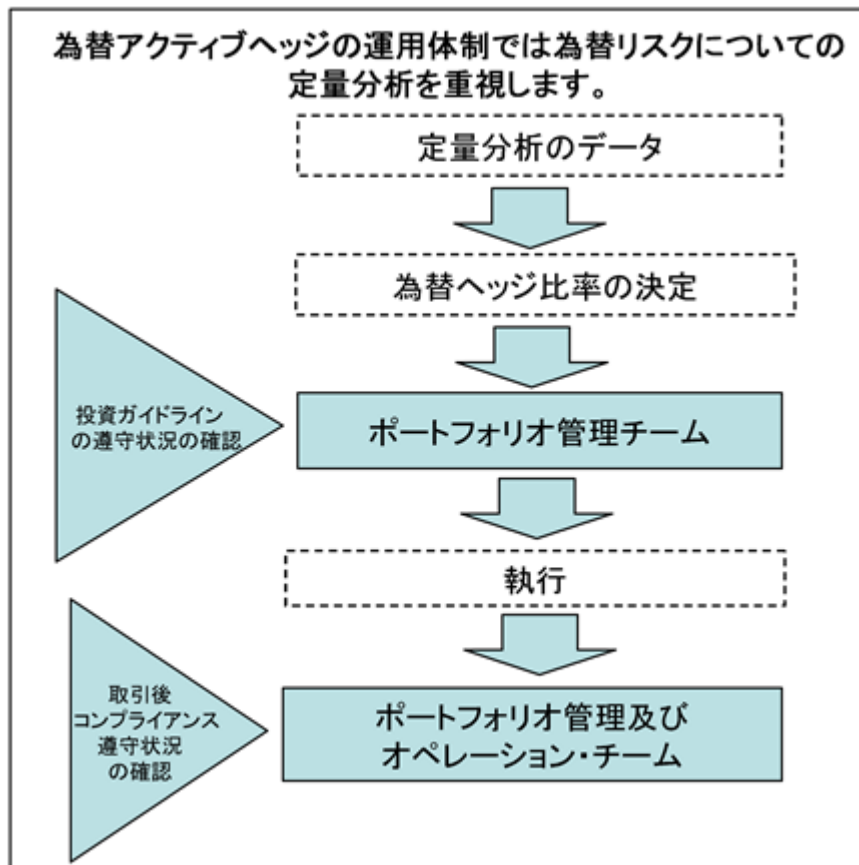 為替アクティブヘッジの運用体制では為替リスクについての
定量分析を重視します。
定量分析のデータ
為替ヘッジ比率の決定
投資ガイドライン
の遵守状況の確認
ポートフォリオ管理チーム
執行
取引後
コンプライアンス
遵守状況
の確認
ポートフォリオ管理及び
オペレーション・チーム